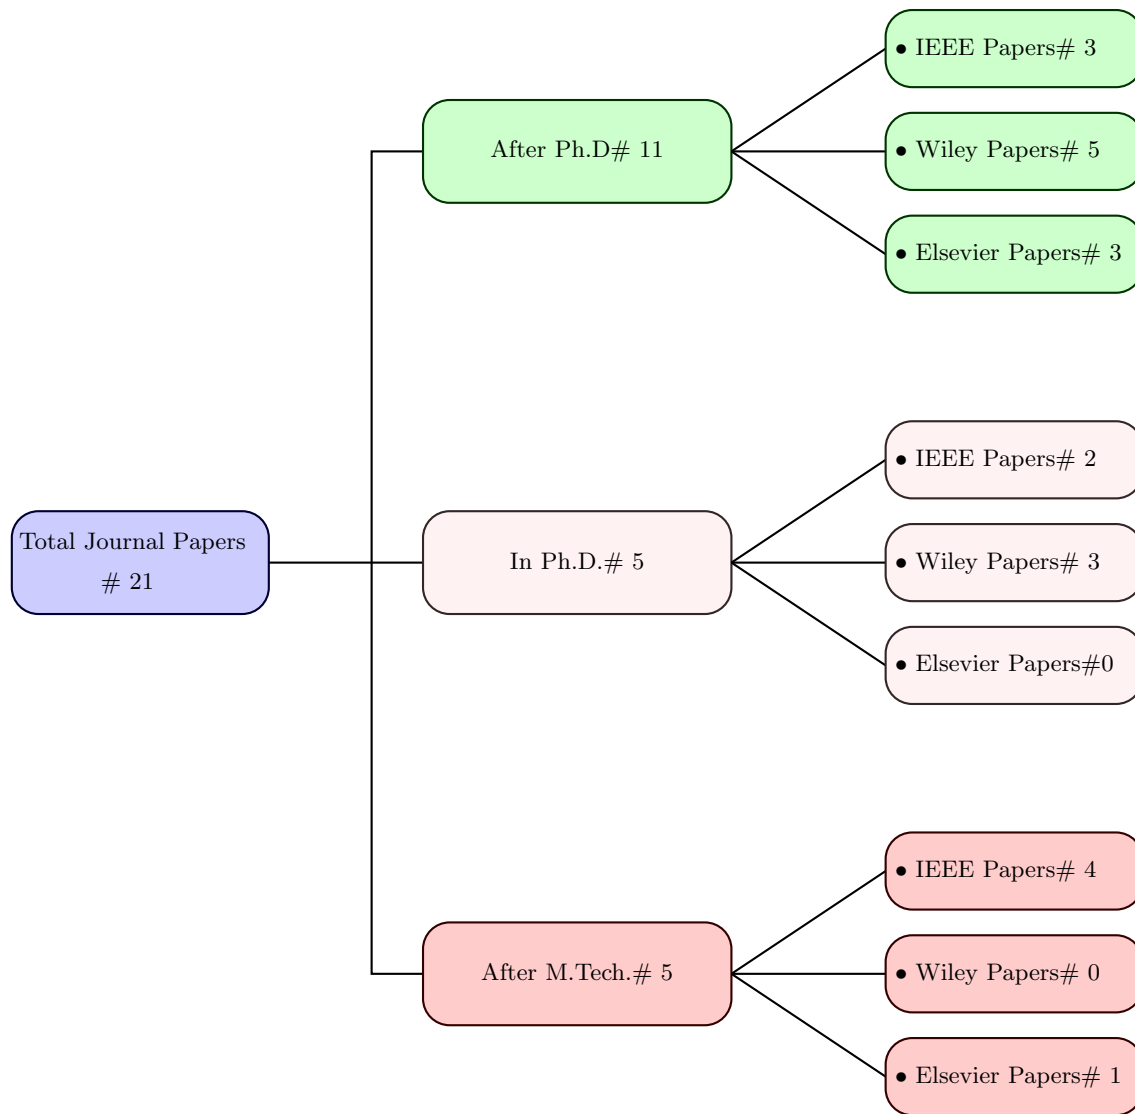 Total Journal Papers
# 21
After Ph.D# 11
• IEEE Papers# 3
• Wiley Papers# 5
• Elsevier Papers# 3
In Ph.D.# 5
• IEEE Papers# 2
• Wiley Papers# 3
• Elsevier Papers#0
After M.Tech.# 5
• IEEE Papers# 4
• Wiley Papers# 0
• Elsevier Papers# 1